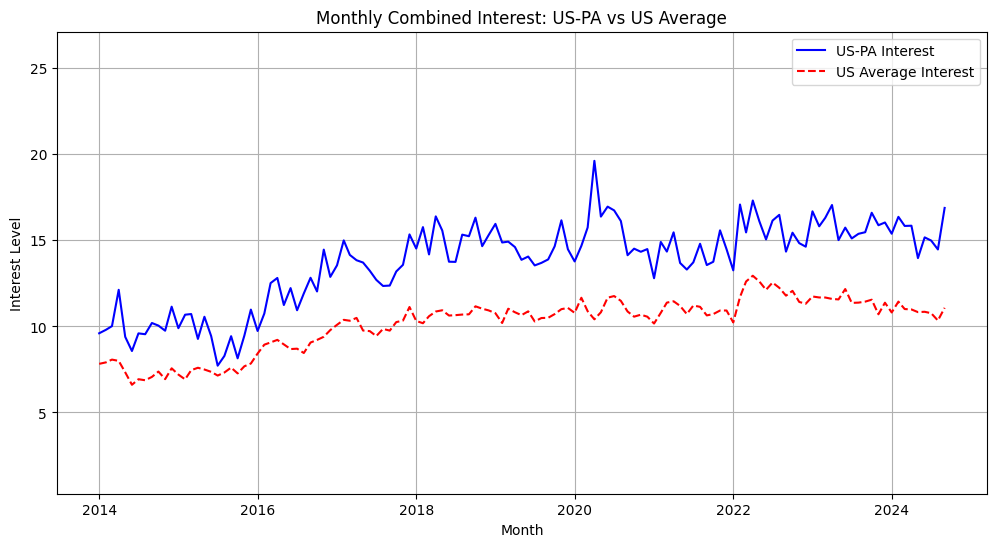 Monthly Combined Interest: US-PA vs US Average
US-PA Interest
US Average Interest
Interest Level
25
20
15
10
5
2014 2016 2018 2020 2022 2024
Month